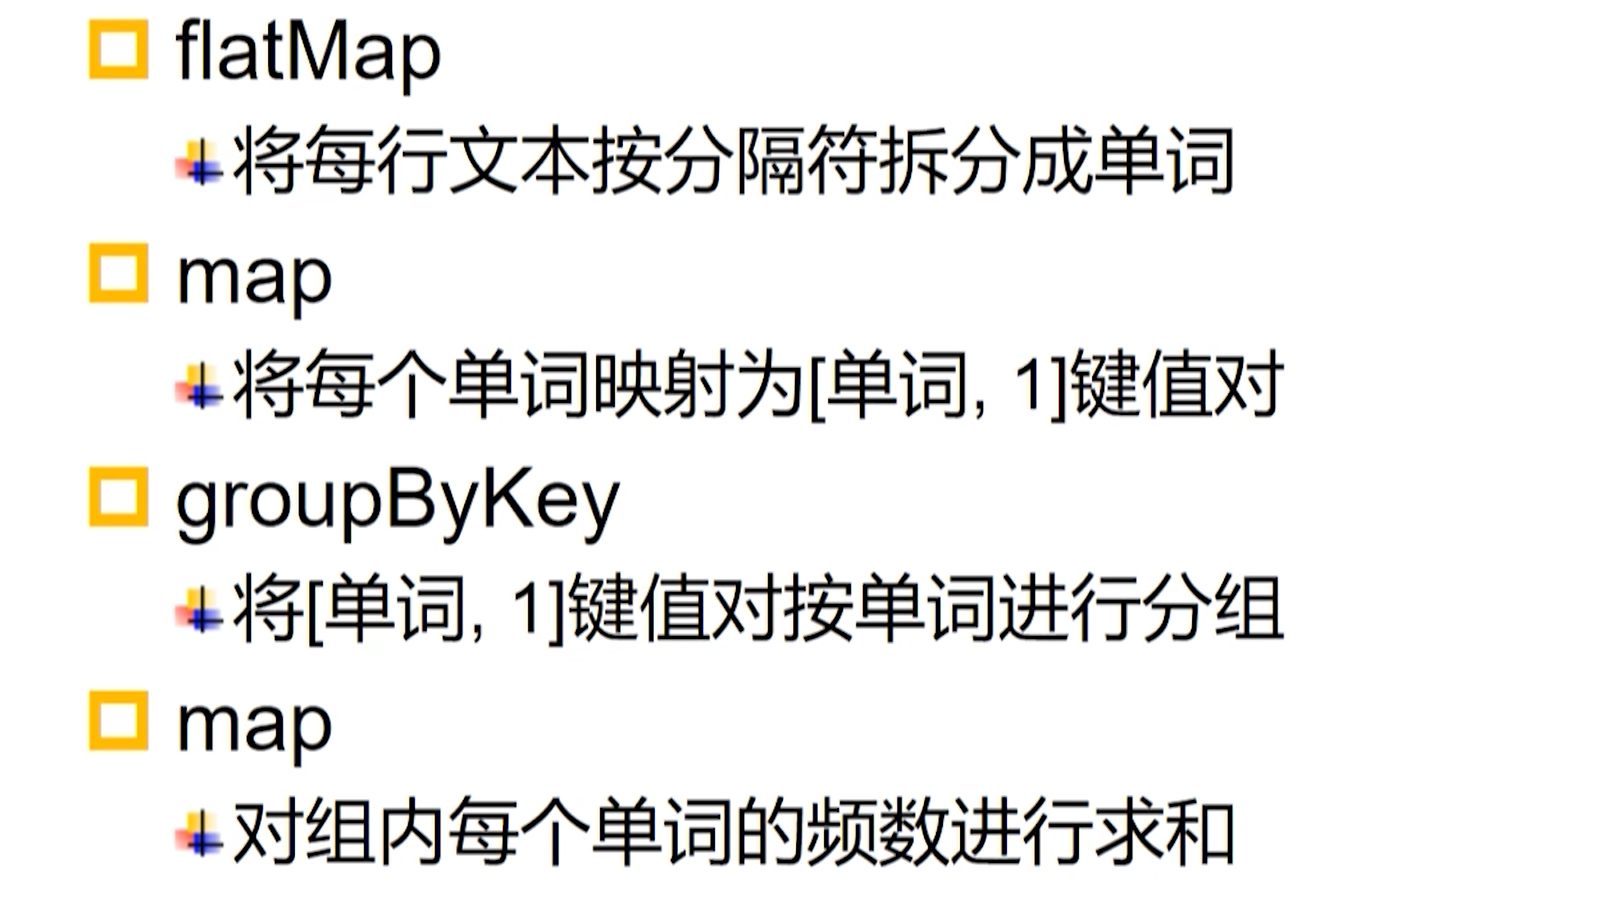 flatMap
将每行文本按分隔符拆分成单词
map
将每个单词映射为[单词, 1]键值对
groupByKey
将[单词, 1]键值对按单词进行分组
map
对组内每个单词的频数进行求和